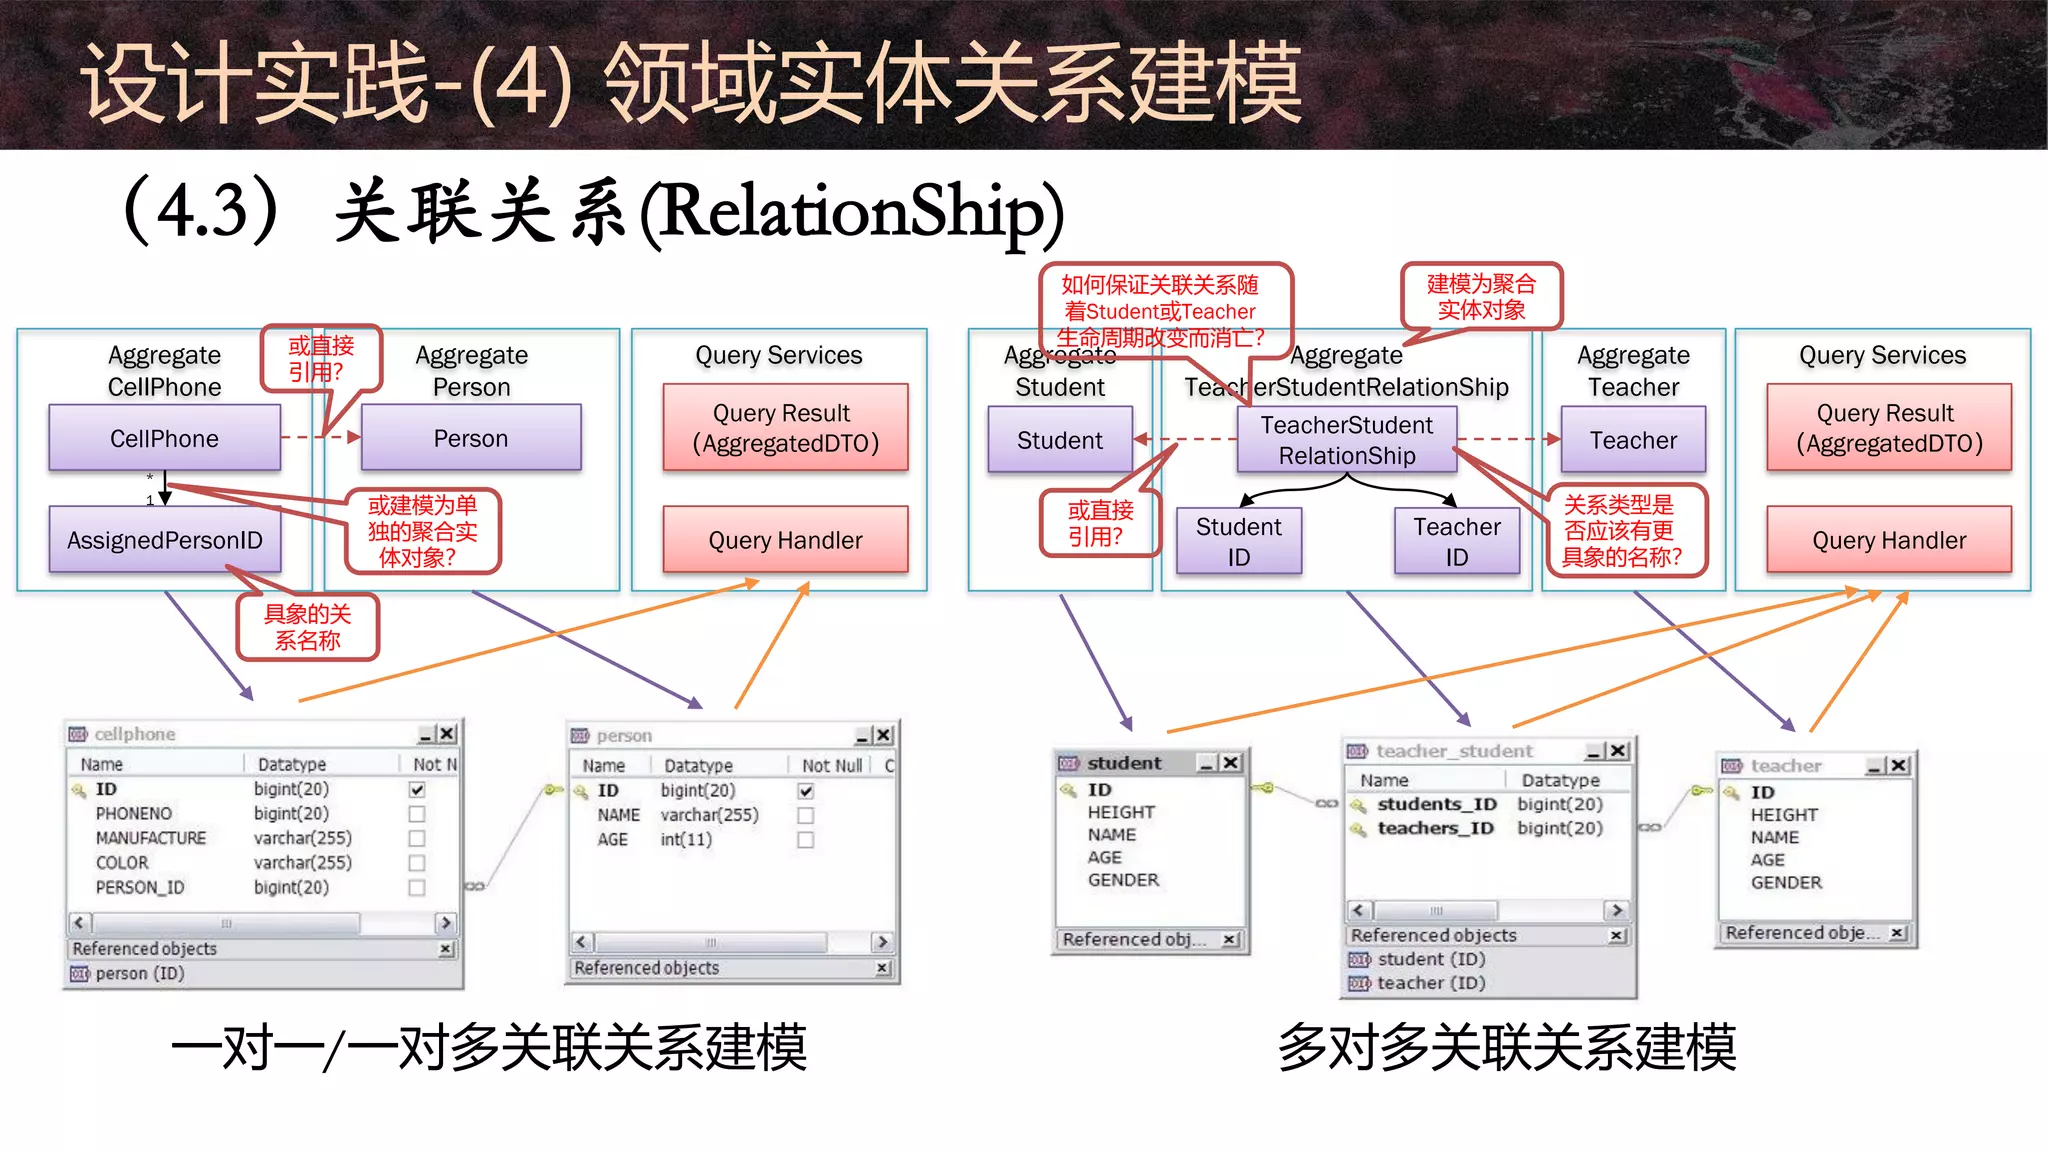 设计实践-(4) 领域实体关系建模
（4.3）关联关系(RelationShip)
Aggregate
CellPhone
或直接
引用？
Aggregate
Person
CellPhone
Person
*
1
AssignedPersonID
或建模为单
独的聚合实
体对象？
具象的关
系名称
Query Services
Query Result
(AggregatedDTO)
Query Handler
如何保证关联关系随
着Student或Teacher
生命周期改变而消亡？
建模为聚合
实体对象
Aggregate
Student
Aggregate
TeacherStudentRelationShip
Aggregate
Teacher
Student
TeacherStudent
RelationShip
Teacher
或直接
引用？
Student
ID
Teacher
ID
关系类型是
否应该有更
具象的名称？
Query Services
Query Result
(AggregatedDTO)
Query Handler
cellphone
Name Datatype Not N
ID bigint(20)
PHONENO bigint(20)
MANUFACTURE varchar(255)
COLOR varchar(255)
PERSON_ID bigint(20)
Referenced objects
person (ID)
person
Name Datatype Not Null C
ID bigint(20)
NAME varchar(255)
AGE int(11)
Referenced objects
student
ID
HEIGHT
NAME
AGE
GENDER
Referenced obj...
teacher_student
Name Datatype
students_ID bigint(20)
teachers_ID bigint(20)
Referenced objects
student (ID)
teacher (ID)
teacher
ID
HEIGHT
NAME
AGE
GENDER
Referenced obje...
一对一/一对多关联关系建模
多对多关联关系建模